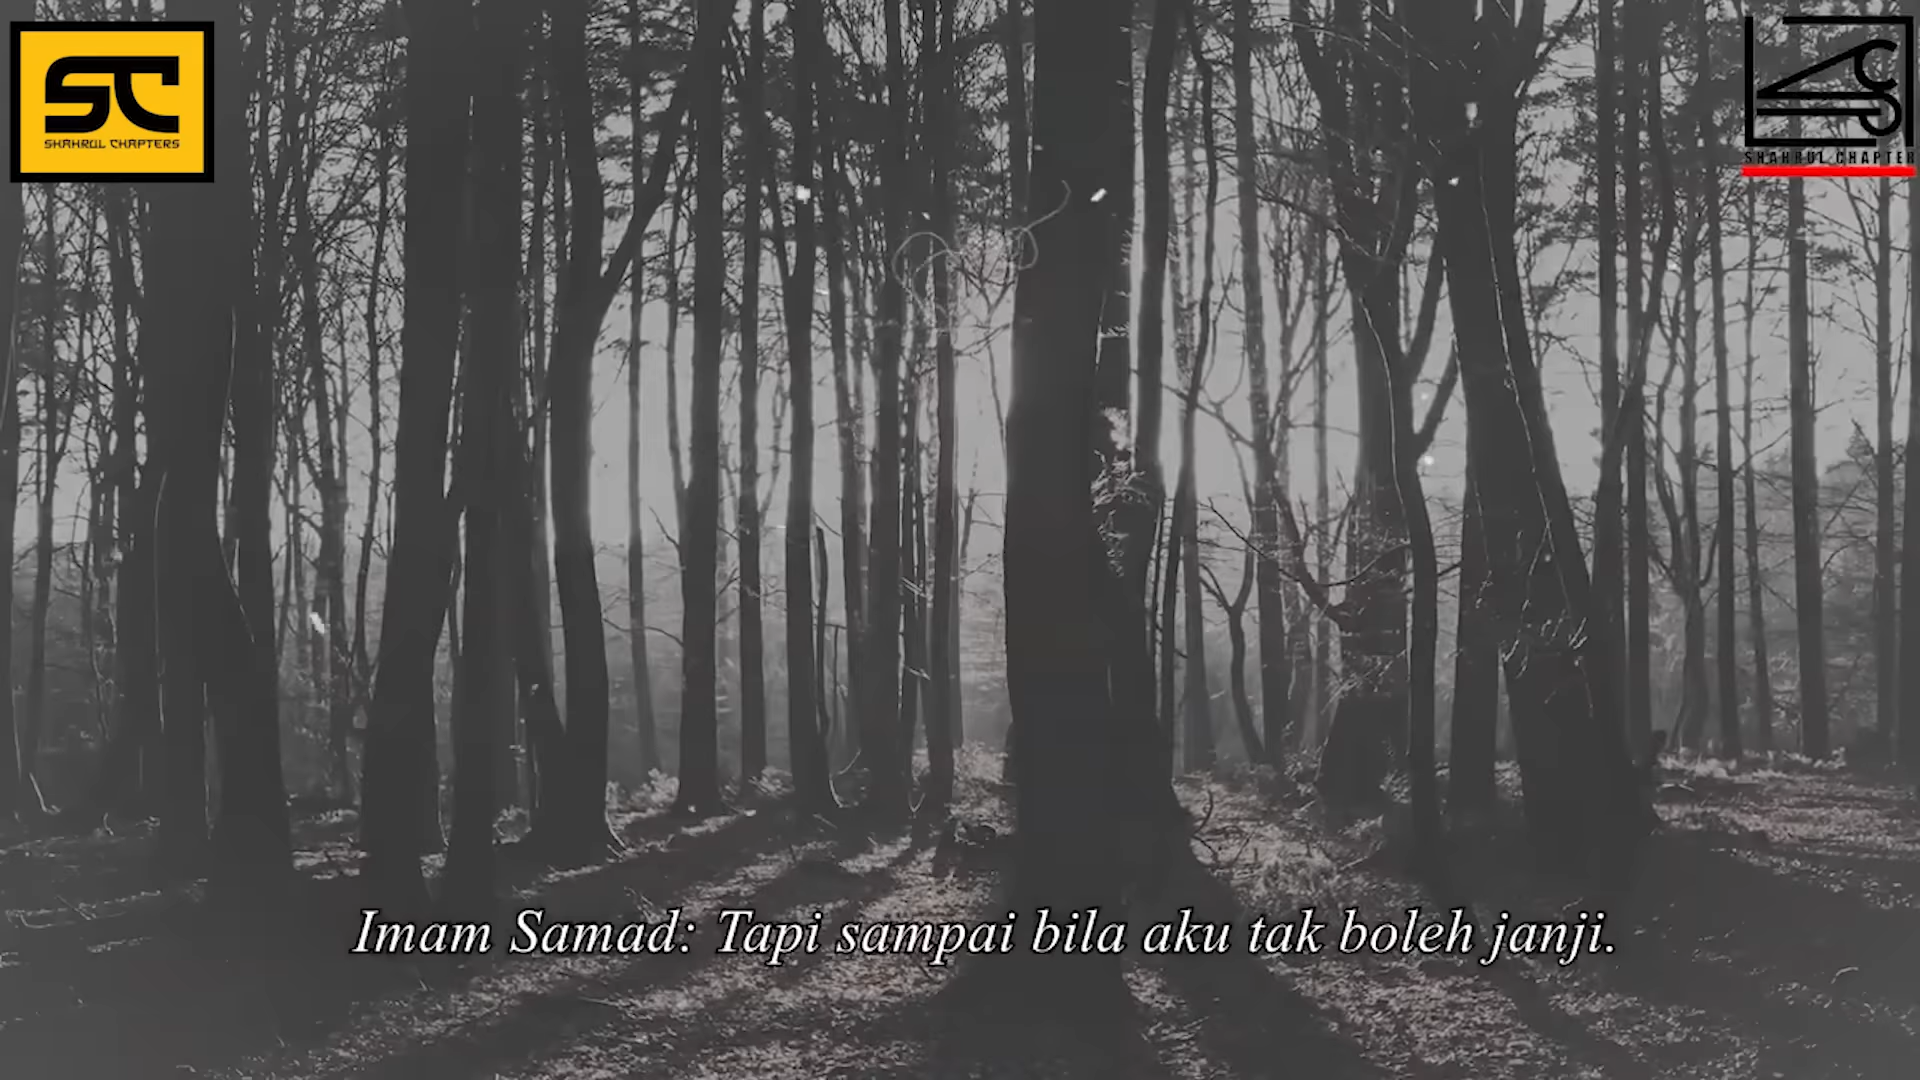 SC
SHAHRUL CHAPTERS
SHAHRUL CHAPTER
Imam Samad: Tapi sampai bila aku tak boleh janji.